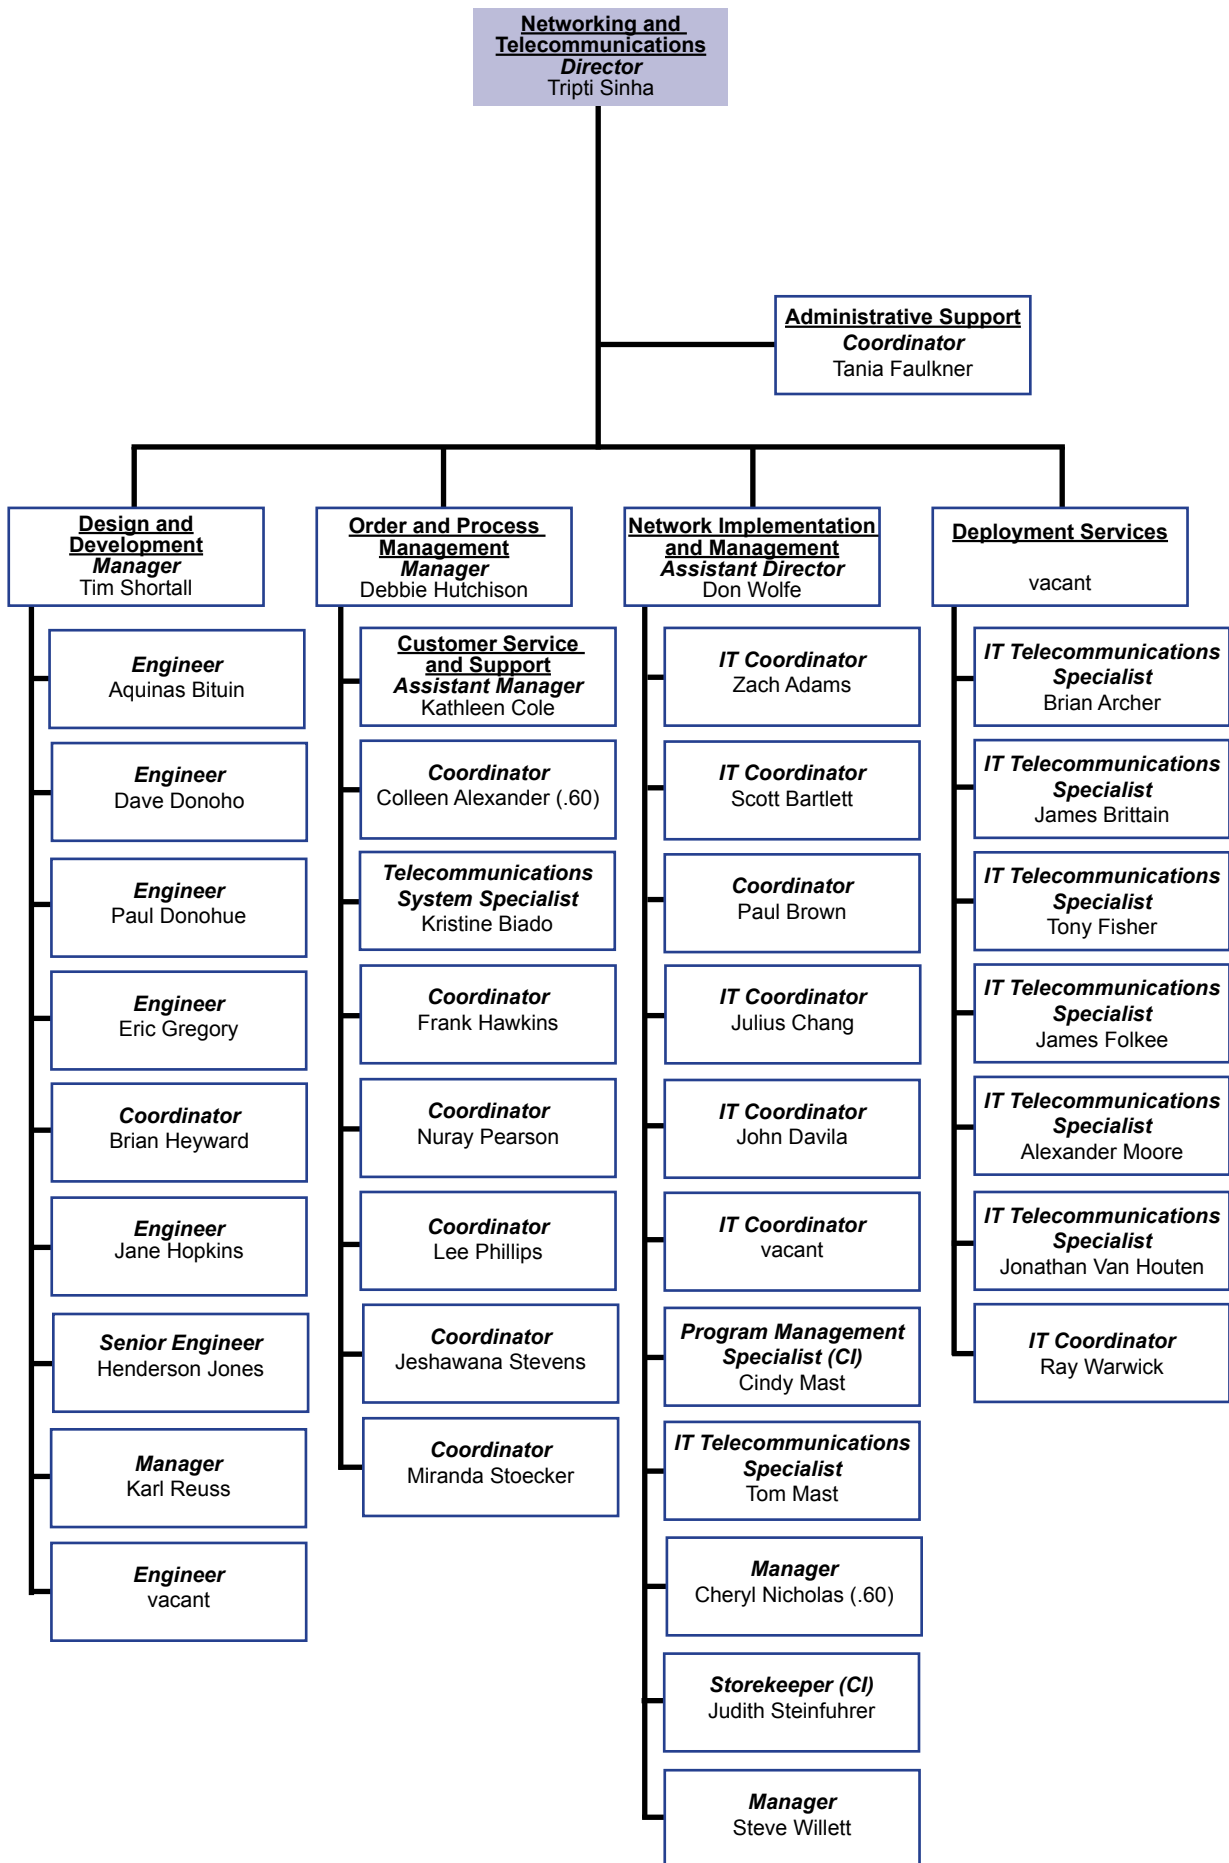 Networking and
Telecommunications
Director
Tripti Sinha
Administrative Support
Coordinator
Tania Faulkner
Design and
Development
Manager
Tim Shortall
Engineer
Aquinas Bituin
Engineer
Dave Donoho
Engineer
Paul Donohue
Engineer
Eric Gregory
Coordinator
Brian Heyward
Engineer
Jane Hopkins
Senior Engineer
Henderson Jones
Manager
Karl Reuss
Engineer
vacant
Order and Process
Management
Manager
Debbie Hutchison
Customer Service
and Support
Assistant Manager
Kathleen Cole
Coordinator
Colleen Alexander (.60)
Telecommunications
System Specialist
Kristine Biado
Coordinator
Frank Hawkins
Coordinator
Nuray Pearson
Coordinator
Lee Phillips
Coordinator
Jeshawana Stevens
Coordinator
Miranda Stoecker
Network Implementation
and Management
Assistant Director
Don Wolfe
IT Coordinator
Zach Adams
IT Coordinator
Scott Bartlett
Coordinator
Paul Brown
IT Coordinator
Julius Chang
IT Coordinator
John Davila
IT Coordinator
vacant
Program Management
Specialist (CI)
Cindy Mast
IT Telecommunications
Specialist
Tom Mast
Manager
Cheryl Nicholas (.60)
Storekeeper (CI)
Judith Steinfuhrer
Manager
Steve Willett
Deployment Services
vacant
IT Telecommunications
Specialist
Brian Archer
IT Telecommunications
Specialist
James Brittain
IT Telecommunications
Specialist
Tony Fisher
IT Telecommunications
Specialist
James Folkee
IT Telecommunications
Specialist
Alexander Moore
IT Telecommunications
Specialist
Jonathan Van Houten
IT Coordinator
Ray Warwick